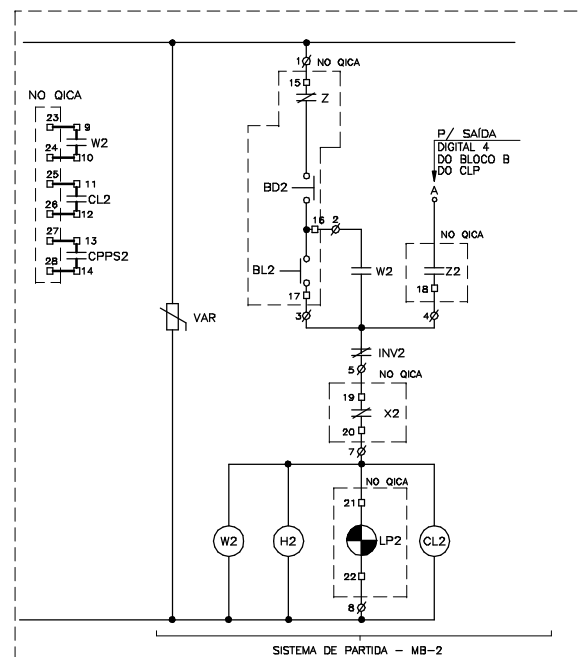 1
NO QICA
15
Z
NO QICA
23
9
W2
24
10
25
11
CL2
26
12
27
13
CPPS2
28
14
P/ SAÍDA
DIGITAL 4
DO BLOCO B
DO CLP
A
BD2
16
2
NO QICA
BL2
W2
Z2
17
18
3
4
VAR
INV2
5
NO QICA
19
X2
20
7
NO QICA
21
W2
H2
LP2
CL2
22
8
SISTEMA DE PARTIDA – MB-2